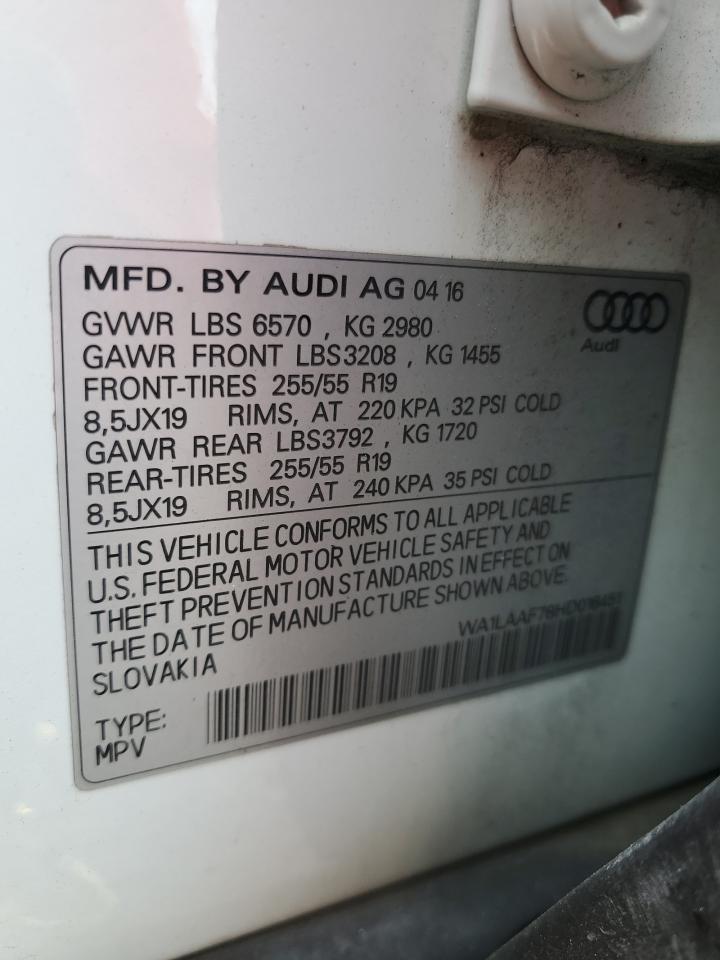 MFD. BY AUDI AG 04 16
GVWR LBS 6570 , KG 2980
GAWR FRONT LBS3208 , KG 1455
FRONT-TIRES 255/55 R19
8,5JX19 RIMS, AT 220 KPA 32 PSI COLD
GAWR REAR LBS3792 , KG 1720
REAR-TIRES 255/55 R19
8,5JX19 RIMS, AT 240 KPA 35 PSI COLD
Audi
THIS VEHICLE CONFORMS TO ALL APPLICABLE
U.S. FEDERAL MOTOR VEHICLE SAFETY AND
THEFT PREVENTION STANDARDS IN EFFECT ON
THE DATE OF MANUFACTURE SHOWN ABOVE.
SLOVAKIA
TYPE:
MPV